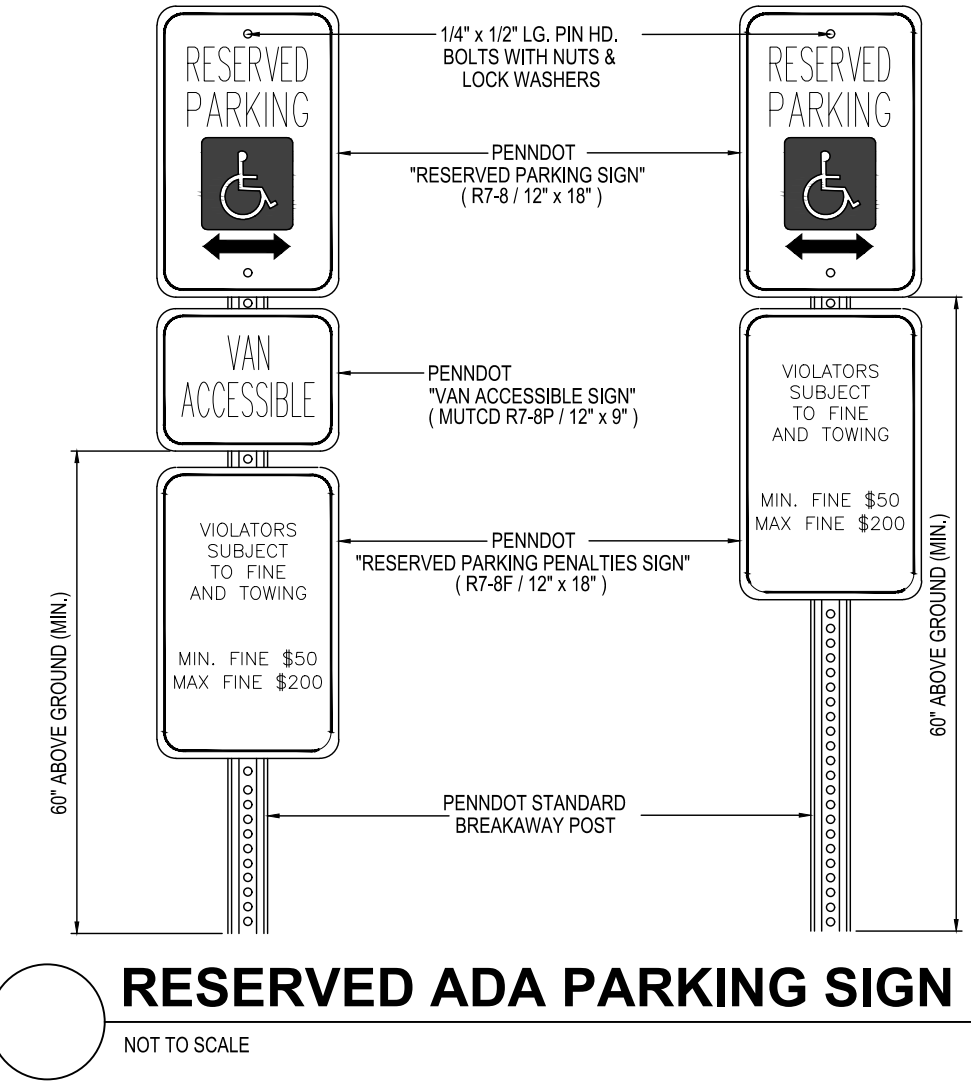 RESERVED
PARKING
1/4" x 1/2" LG. PIN HD.
BOLTS WITH NUTS &
LOCK WASHERS
RESERVED
PARKING
PENNDOT
"RESERVED PARKING SIGN"
( R7-8 / 12" x 18" )
VAN
ACCESSIBLE
PENNDOT
"VAN ACCESSIBLE SIGN"
( MUTCD R7-8P / 12" x 9" )
VIOLATORS
SUBJECT
TO FINE
AND TOWING
MIN. FINE $50
MAX FINE $200
VIOLATORS
SUBJECT
TO FINE
AND TOWING
MIN. FINE $50
MAX FINE $200
PENNDOT
"RESERVED PARKING PENALTIES SIGN"
( R7-8F / 12" x 18" )
60" ABOVE GROUND (MIN.)
60" ABOVE GROUND (MIN.)
PENNDOT STANDARD
BREAKAWAY POST
RESERVED ADA PARKING SIGN
NOT TO SCALE